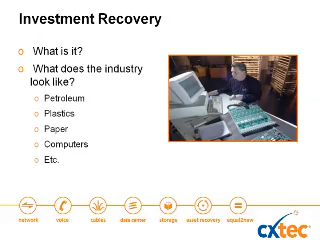 Investment Recovery
What is it?
What does the industry
look like?
Petroleum
Plastics
Paper
Computers
Etc.
network voice cables data center storage asset recovery equal2new
cxtec